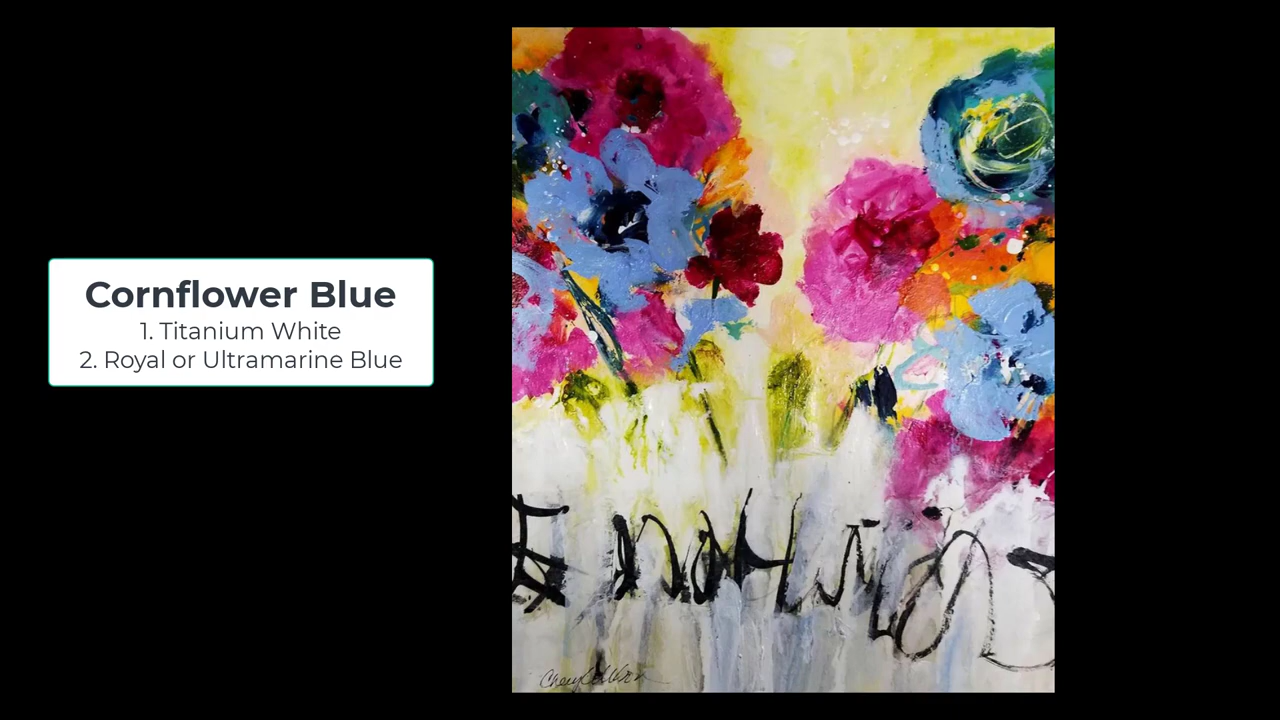 Cornflower Blue
1. Titanium White
2. Royal or Ultramarine Blue